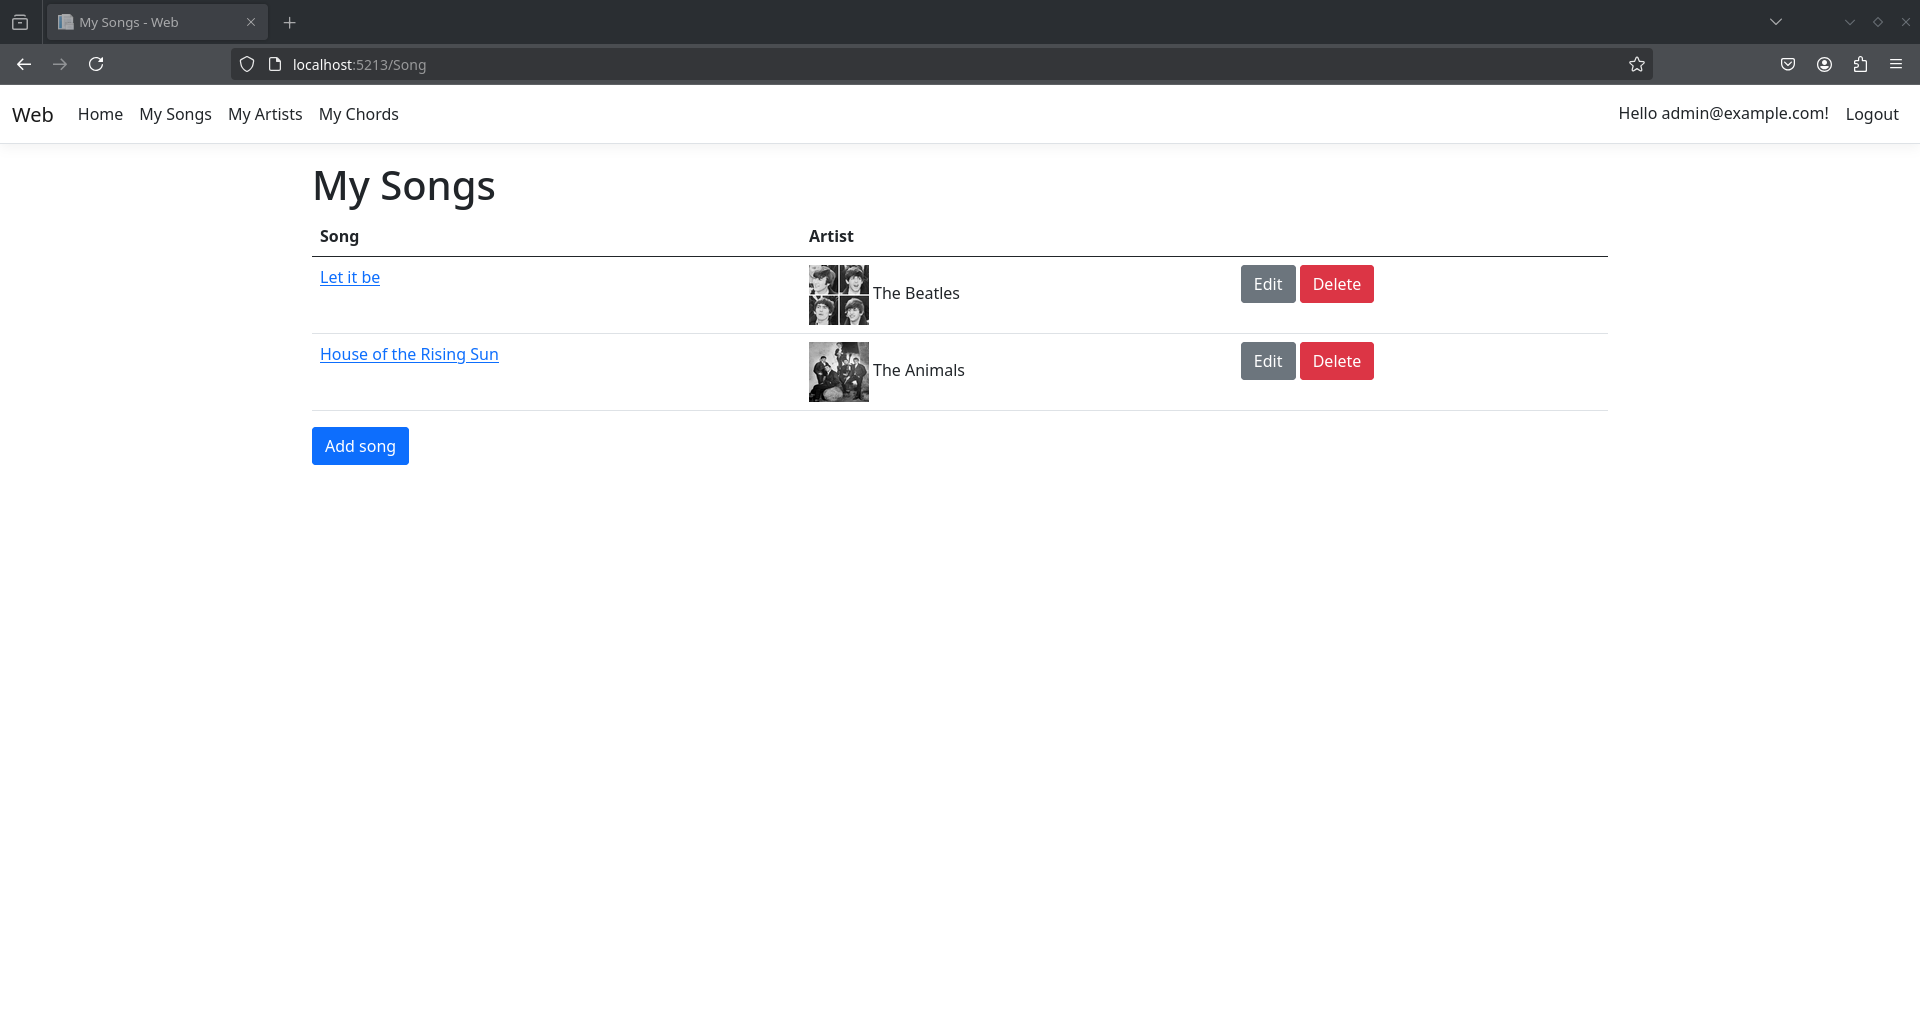 My Songs - Web
localhost:5213/Song
Web Home My Songs My Artists My Chords Hello admin@example.com! Logout
My Songs
Song Artist
Let it be The Beatles Edit Delete
House of the Rising Sun The Animals Edit Delete
Add song